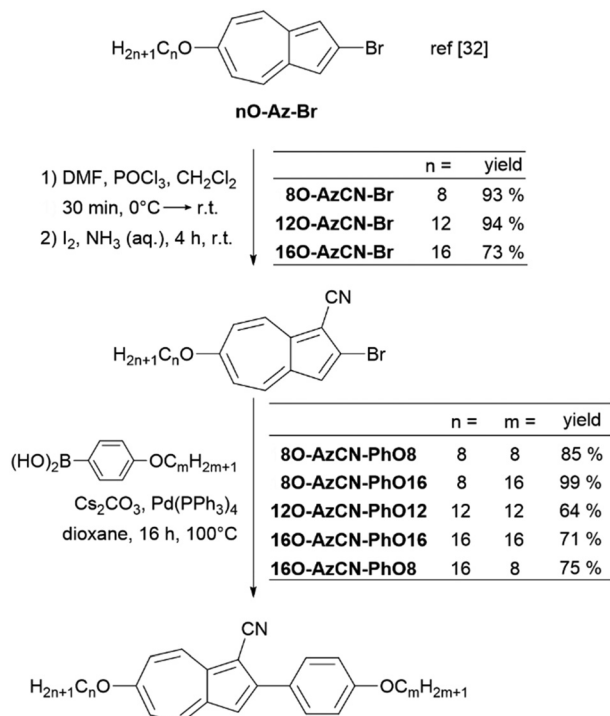 H₂ₙ₊₁CₙO
Br
ref [32]
nO-Az-Br
1) DMF, POCl₃, CH₂Cl₂
30 min, 0°C → r.t.
2) I₂, NH₃ (aq.), 4 h, r.t.
n = yield
8O-AzCN-Br 8 93 %
12O-AzCN-Br 12 94 %
16O-AzCN-Br 16 73 %
CN
H₂ₙ₊₁CₙO
Br
(HO)₂B
OCₘH₂ₘ₊₁
Cs₂CO₃, Pd(PPh₃)₄
dioxane, 16 h, 100°C
n = m = yield
8O-AzCN-PhO8 8 8 85 %
8O-AzCN-PhO16 8 16 99 %
12O-AzCN-PhO12 12 12 64 %
16O-AzCN-PhO16 16 16 71 %
16O-AzCN-PhO8 16 8 75 %
CN
H₂ₙ₊₁CₙO
OCₘH₂ₘ₊₁